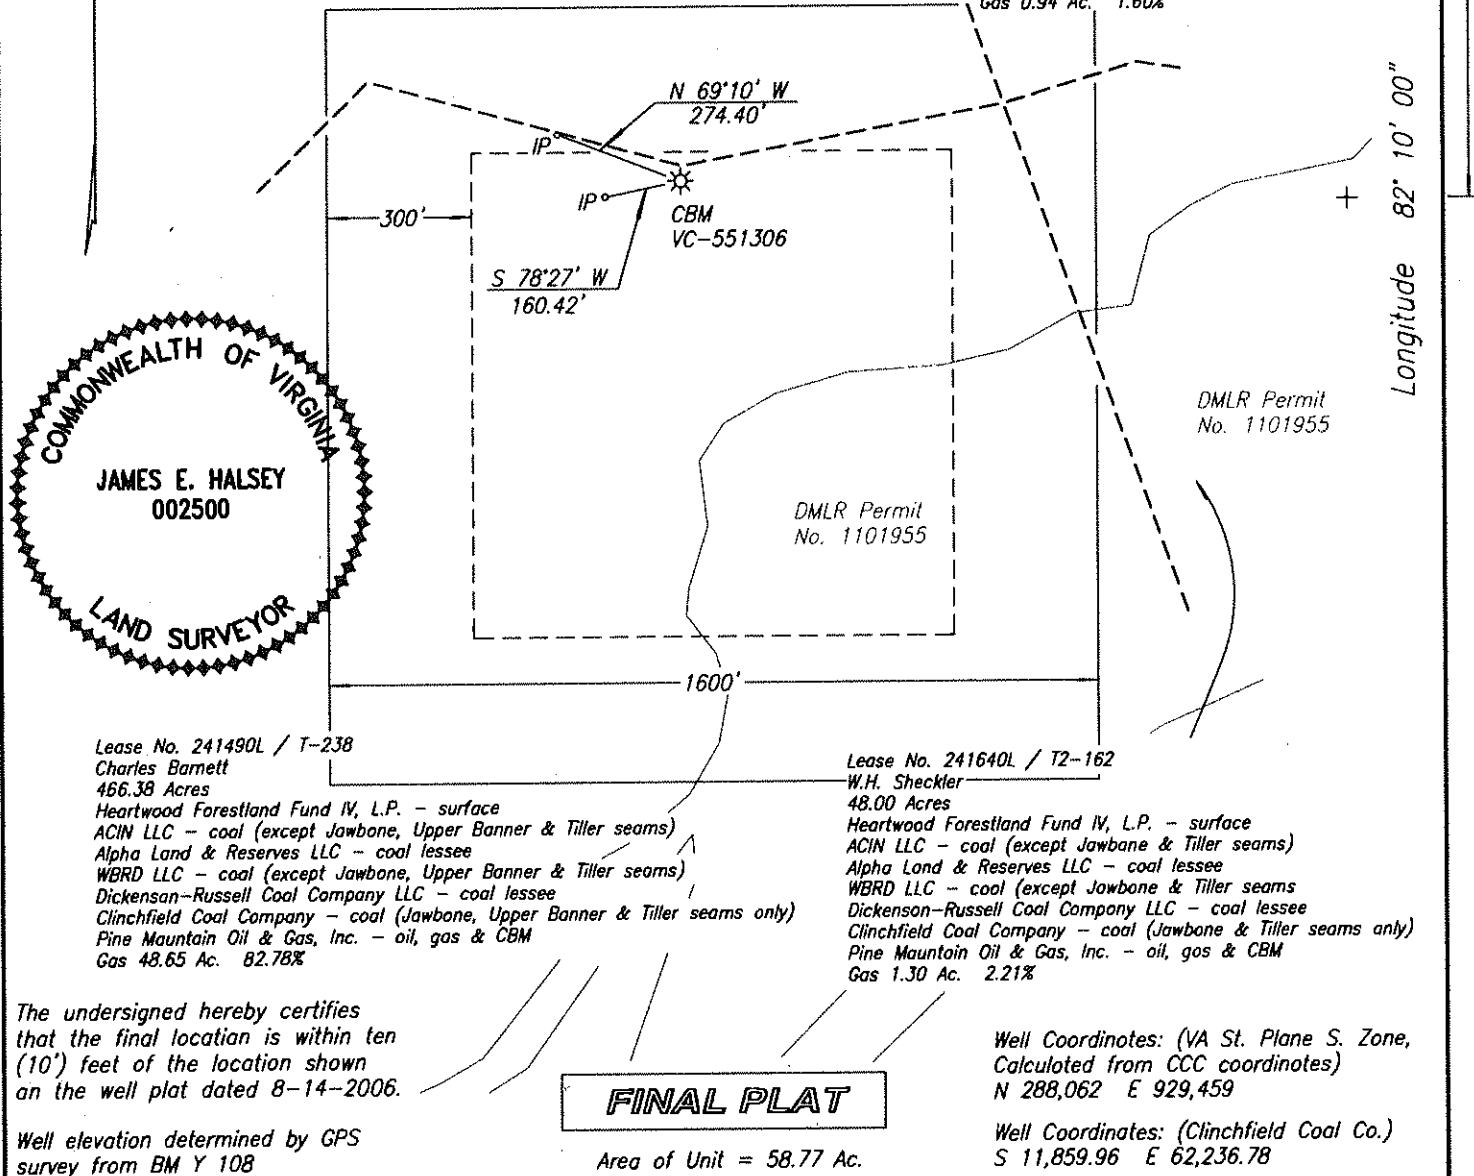 Gas 0.94 Ac. 1.60%
N 69°10' W
274.40'
IP
IP
300'
CBM
VC-551306
S 78°27' W
160.42'
Longitude 82° 10' 00"
COMMONWEALTH OF VIRGINIA
JAMES E. HALSEY
002500
LAND SURVEYOR
DMLR Permit
No. 1101955
DMLR Permit
No. 1101955
1600'
Lease No. 241490L / T-238
Charles Barnett
466.38 Acres
Heartwood Forestland Fund IV, L.P. - surface
ACIN LLC - coal (except Jawbone, Upper Banner & Tiller seams)
Alpha Land & Reserves LLC - coal lessee
WBRD LLC - coal (except Jawbone, Upper Banner & Tiller seams)
Dickenson-Russell Coal Company LLC - coal lessee
Clinchfield Coal Company - coal (Jawbone, Upper Banner & Tiller seams only)
Pine Mountain Oil & Gas, Inc. - oil, gas & CBM
Gas 48.65 Ac. 82.78%
Lease No. 241640L / T2-162
W.H. Sheckler
48.00 Acres
Heartwood Forestland Fund IV, L.P. - surface
ACIN LLC - coal (except Jawbone & Tiller seams)
Alpha Land & Reserves LLC - coal lessee
WBRD LLC - coal (except Jawbone & Tiller seams
Dickenson-Russell Coal Company LLC - coal lessee
Clinchfield Coal Company - coal (Jawbone & Tiller seams only)
Pine Mountain Oil & Gas, Inc. - oil, gas & CBM
Gas 1.30 Ac. 2.21%
The undersigned hereby certifies
that the final location is within ten
(10') feet of the location shown
on the well plat dated 8-14-2006.
Well elevation determined by GPS
survey from BM Y 108
FINAL PLAT
Area of Unit = 58.77 Ac.
Well Coordinates: (VA St. Plane S. Zone,
Calculated from CCC coordinates)
N 288,062 E 929,459
Well Coordinates: (Clinchfield Coal Co.)
S 11,859.96 E 62,236.78